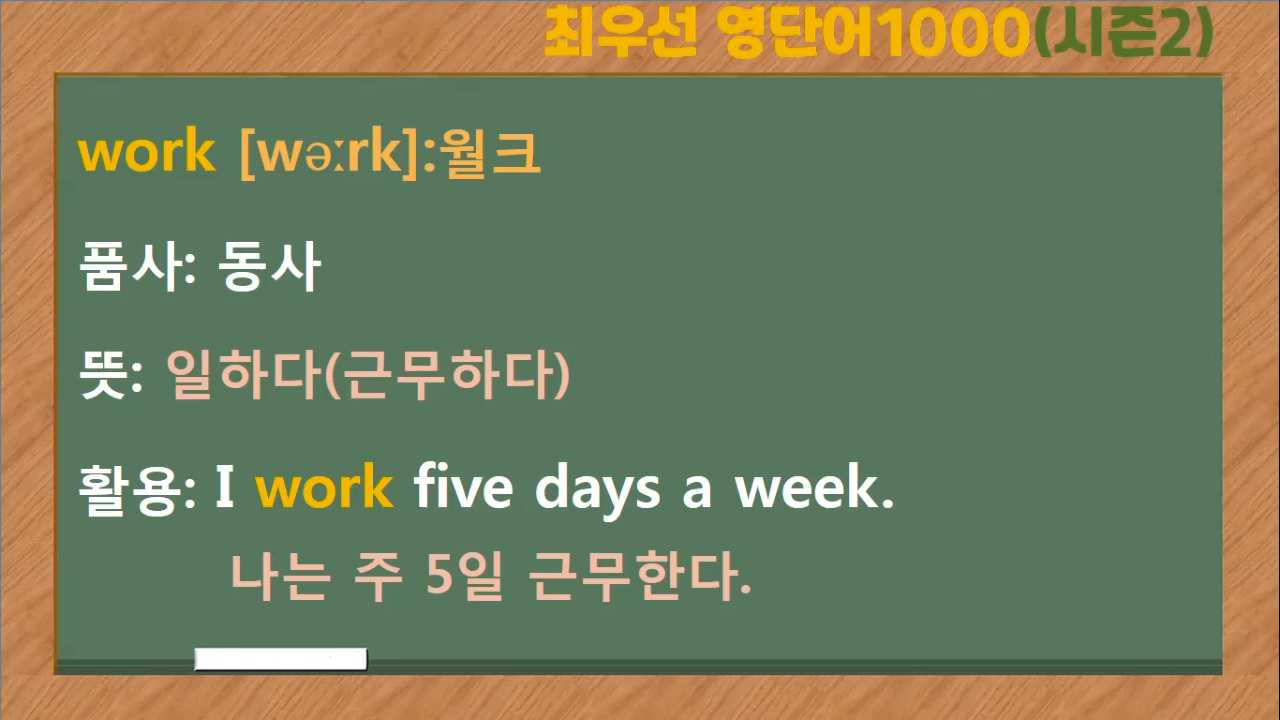 최우선 영단어1000(시즌2)
work [wəːrk]:월크
품사: 동사
뜻: 일하다(근무하다)
활용: I work five days a week.
나는 주 5일 근무한다.